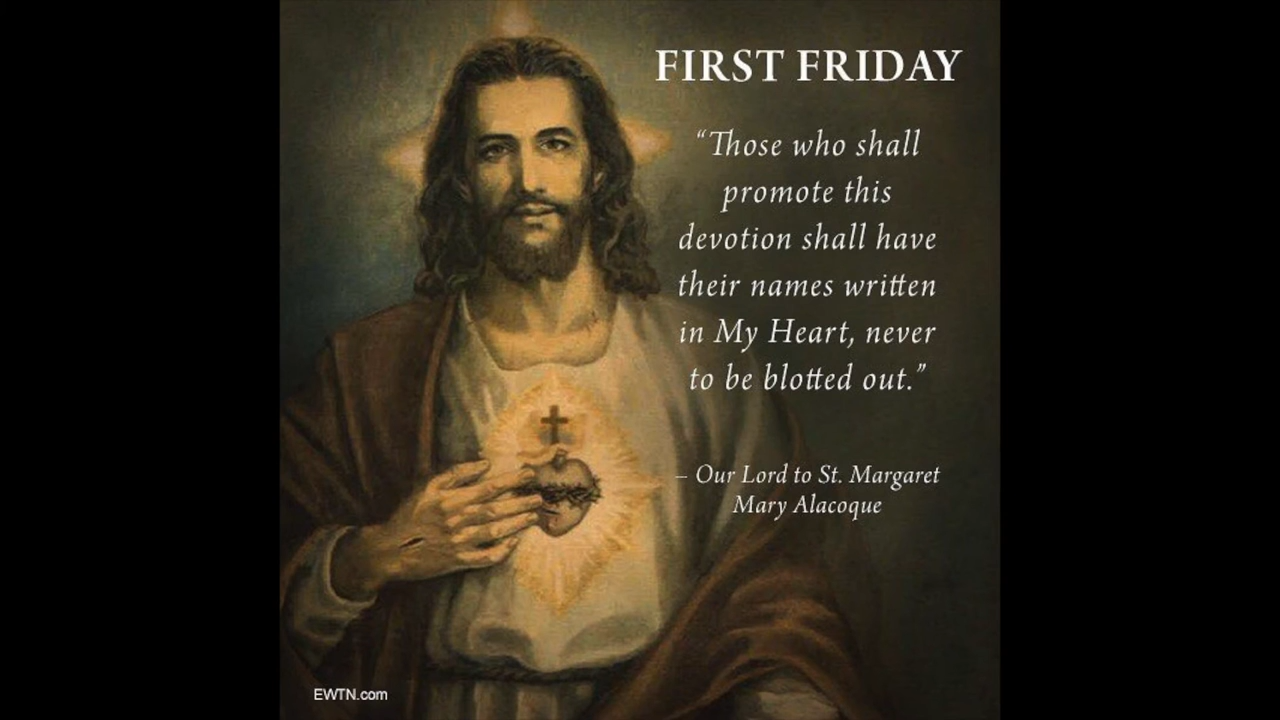 FIRST FRIDAY
“Those who shall
promote this
devotion shall have
their names written
in My Heart, never
to be blotted out.”
– Our Lord to St. Margaret
Mary Alacoque
EWTN.com